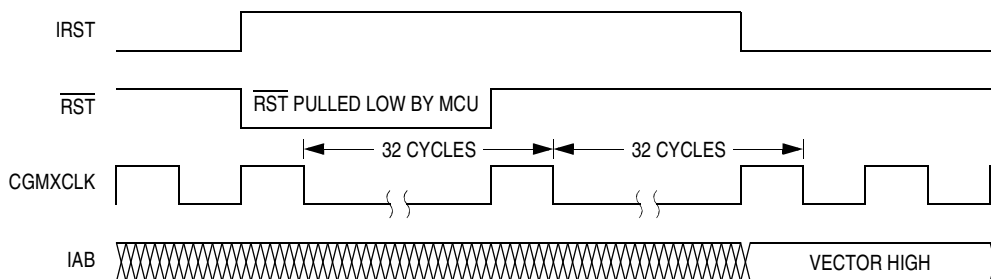 IRST
RST
RST PULLED LOW BY MCU
32 CYCLES
32 CYCLES
CGMXCLK
IAB
VECTOR HIGH